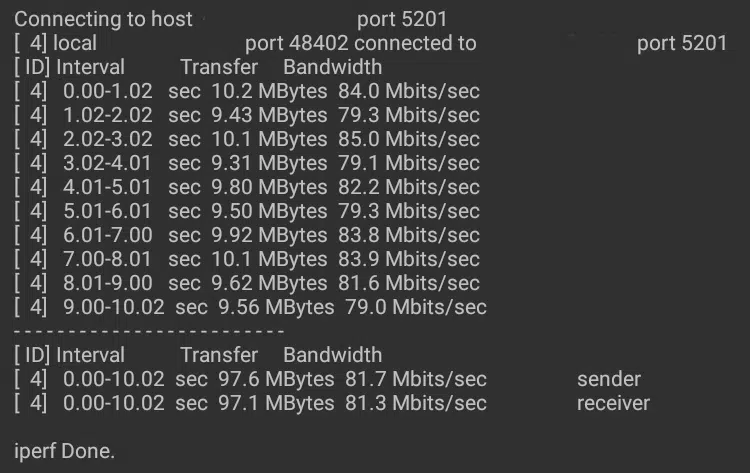 Connecting to host port 5201
[ 4] local port 48402 connected to port 5201
[ ID] Interval Transfer Bandwidth
[ 4] 0.00-1.02 sec 10.2 MBytes 84.0 Mbits/sec
[ 4] 1.02-2.02 sec 9.43 MBytes 79.3 Mbits/sec
[ 4] 2.02-3.02 sec 10.1 MBytes 85.0 Mbits/sec
[ 4] 3.02-4.01 sec 9.31 MBytes 79.1 Mbits/sec
[ 4] 4.01-5.01 sec 9.80 MBytes 82.2 Mbits/sec
[ 4] 5.01-6.01 sec 9.50 MBytes 79.3 Mbits/sec
[ 4] 6.01-7.00 sec 9.92 MBytes 83.8 Mbits/sec
[ 4] 7.00-8.01 sec 10.1 MBytes 83.9 Mbits/sec
[ 4] 8.01-9.00 sec 9.62 MBytes 81.6 Mbits/sec
[ 4] 9.00-10.02 sec 9.56 MBytes 79.0 Mbits/sec
- - - - - - - - - - - - - - - - - - - - - - - - -
[ ID] Interval Transfer Bandwidth
[ 4] 0.00-10.02 sec 97.6 MBytes 81.7 Mbits/sec sender
[ 4] 0.00-10.02 sec 97.1 MBytes 81.3 Mbits/sec receiver
iperf Done.